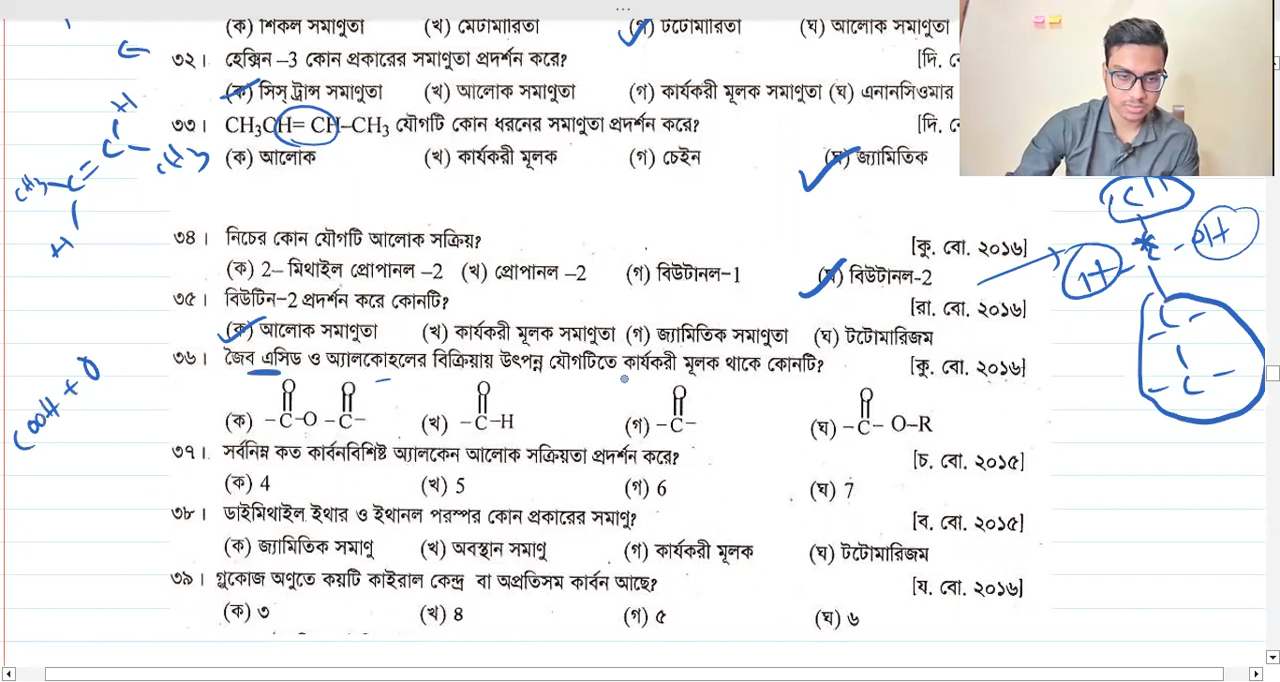 (ক) শিকল সমাণুতা (খ) মেটামারিতা (গ) টটোমারিতা (ঘ) আলোক সমাণুতা
৩২। হেক্সিন –3 কোন প্রকারের সমাণুতা প্রদর্শন করে? [দি.
(ক) সিস্ ট্রান্স সমাণুতা (খ) আলোক সমাণুতা (গ) কার্যকরী মূলক সমাণুতা (ঘ) এনানসিওমার
৩৩। CH₃CH= CH–CH₃ যৌগটি কোন ধরনের সমাণুতা প্রদর্শন করে? [দি.
(ক) আলোক (খ) কার্যকরী মূলক (গ) চেইন (ঘ) জ্যামিতিক
৩৪। নিচের কোন যৌগটি আলোক সক্রিয়? [কু. বো. ২০১৬]
(ক) 2– মিথাইল প্রোপানল –2 (খ) প্রোপানল –2 (গ) বিউটানল–1 (ঘ) বিউটানল-2
৩৫। বিউটিন–2 প্রদর্শন করে কোনটি? [রা. বো. ২০১৬]
(ক) আলোক সমাণুতা (খ) কার্যকরী মূলক সমাণুতা (গ) জ্যামিতিক সমাণুতা (ঘ) টটোমারিজম
৩৬। জৈব এসিড ও অ্যালকোহলের বিক্রিয়ায় উৎপন্ন যৌগটিতে কার্যকরী মূলক থাকে কোনটি? [কু. বো. ২০১৬]
O O O O O
(ক) –C–O –C– (খ) –C–H (গ) –C– (ঘ) –C– O–R
৩৭। সর্বনিম্ন কত কার্বনবিশিষ্ট অ্যালকেন আলোক সক্রিয়তা প্রদর্শন করে? [চ. বো. ২০১৫]
(ক) 4 (খ) 5 (গ) 6 (ঘ) 7
৩৮। ডাইমিথাইল ইথার ও ইথানল পরস্পর কোন প্রকারের সমাণু? [ব. বো. ২০১৫]
(ক) জ্যামিতিক সমাণু (খ) অবস্থান সমাণু (গ) কার্যকরী মূলক (ঘ) টটোমারিজম
৩৯। গ্লুকোজ অণুতে কয়টি কাইরাল কেন্দ্র বা অপ্রতিসম কার্বন আছে? [য. বো. ২০১৬]
(ক) ৩ (খ) 8 (গ) ৫ (ঘ) ৬
H
C CH3
CH3 C
H
COOH + O
H C OH
C
C